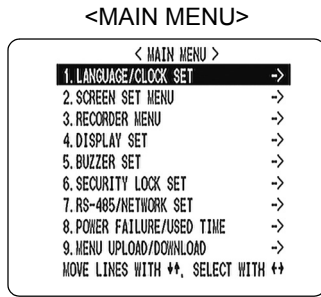 <MAIN MENU>
< MAIN MENU >
1. LANGUAGE/CLOCK SET ->
2. SCREEN SET MENU ->
3. RECORDER MENU ->
4. DISPLAY SET ->
5. BUZZER SET ->
6. SECURITY LOCK SET ->
7. RS-485/NETWORK SET ->
8. POWER FAILURE/USED TIME ->
9. MENU UPLOAD/DOWNLOAD ->
MOVE LINES WITH ↓↑, SELECT WITH ←→